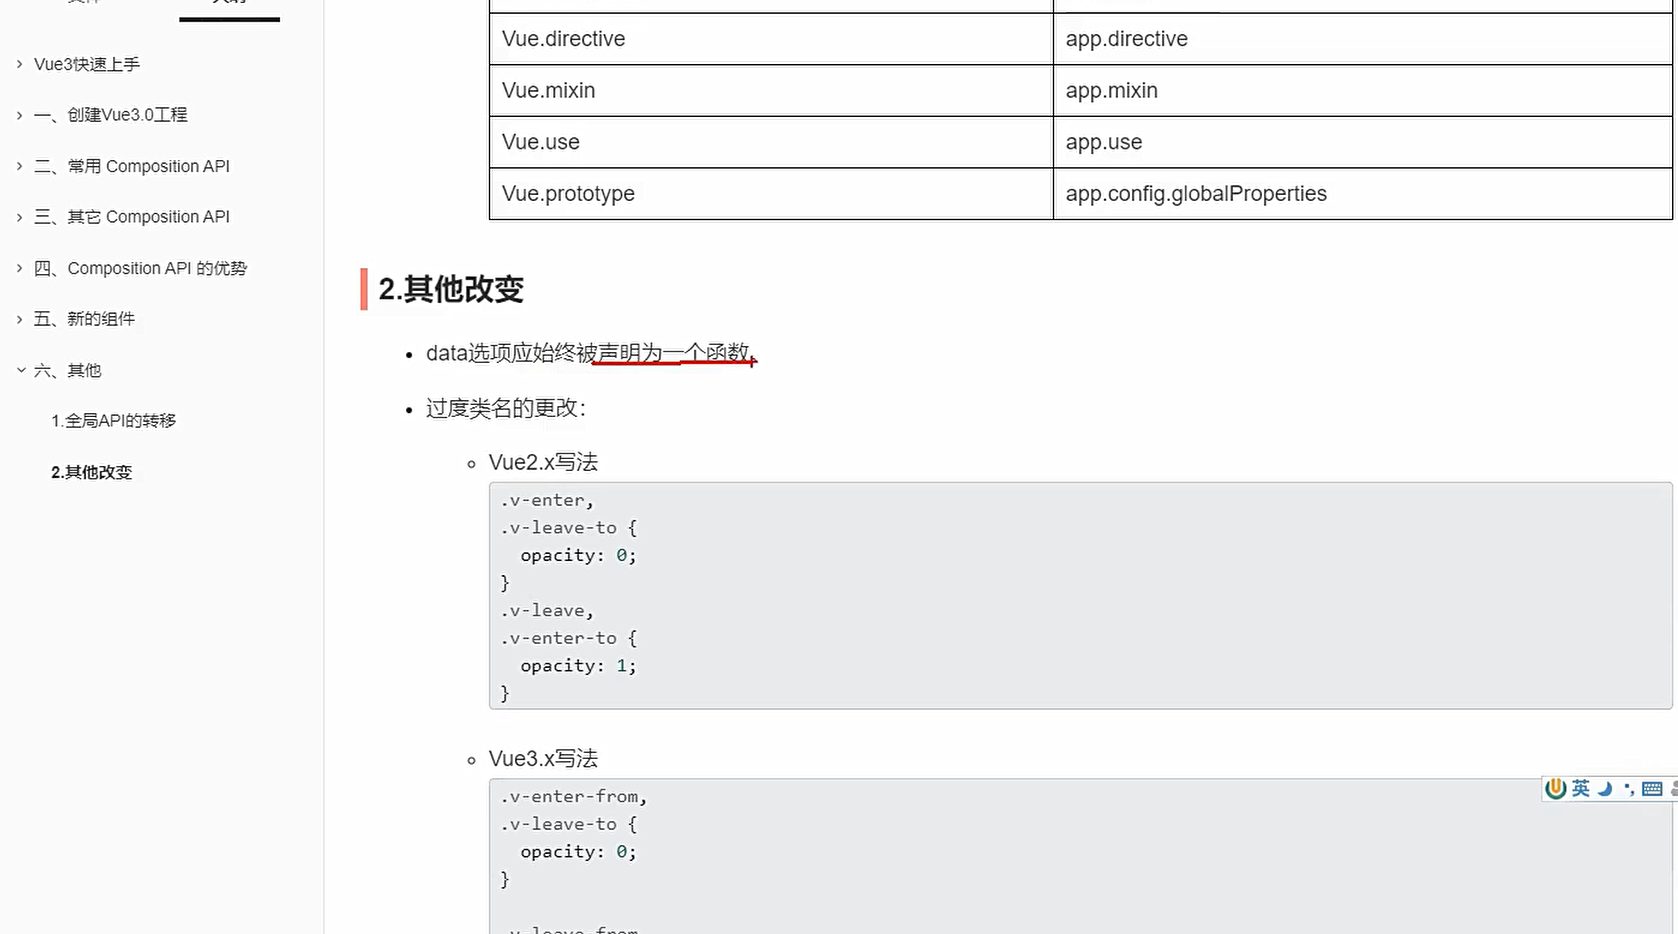 Vue3快速上手
一、创建Vue3.0工程
二、常用 Composition API
三、其它 Composition API
四、Composition API 的优势
五、新的组件
六、其他
1.全局API的转移
2.其他改变
Vue.directive app.directive
Vue.mixin app.mixin
Vue.use app.use
Vue.prototype app.config.globalProperties
2.其他改变
data选项应始终被声明为一个函数。
过度类名的更改：
Vue2.x写法
.v-enter,
.v-leave-to {
opacity: 0;
}
.v-leave,
.v-enter-to {
opacity: 1;
}
Vue3.x写法
.v-enter-from,
.v-leave-to {
opacity: 0;
}
英